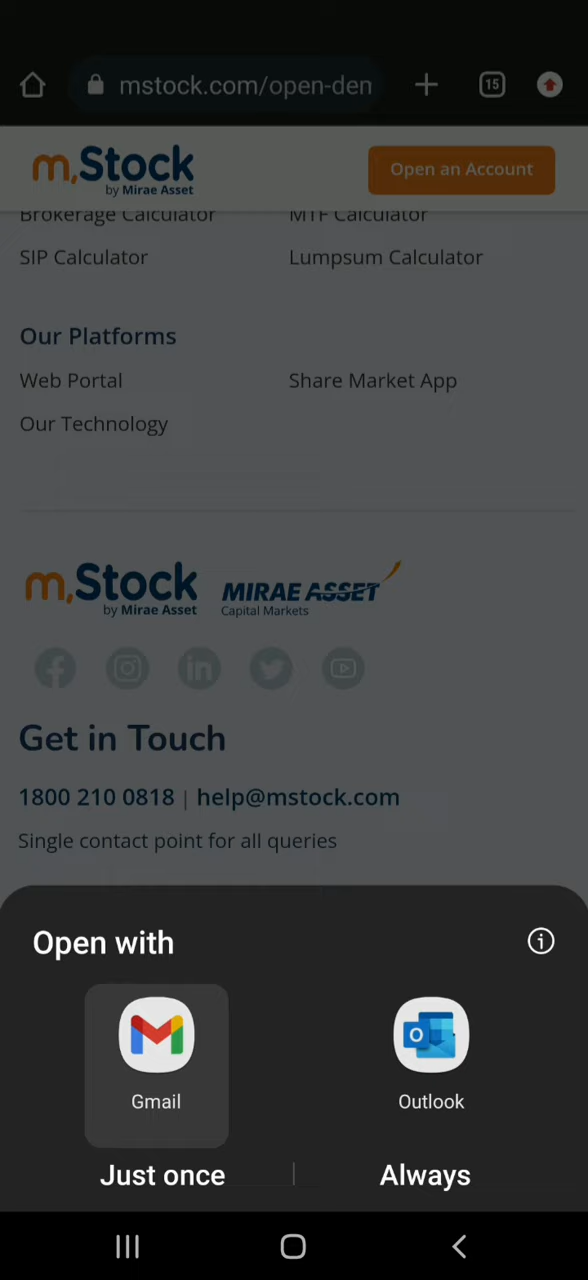 mstock.com/open-den
15
m.Stock
by Mirae Asset
Open an Account
Brokerage Calculator
MTF Calculator
SIP Calculator
Lumpsum Calculator
Our Platforms
Web Portal
Share Market App
Our Technology
m.Stock
by Mirae Asset
MIRAE ASSET
Capital Markets
Get in Touch
1800 210 0818 | help@mstock.com
Single contact point for all queries
Open with
Gmail
Outlook
Just once
Always